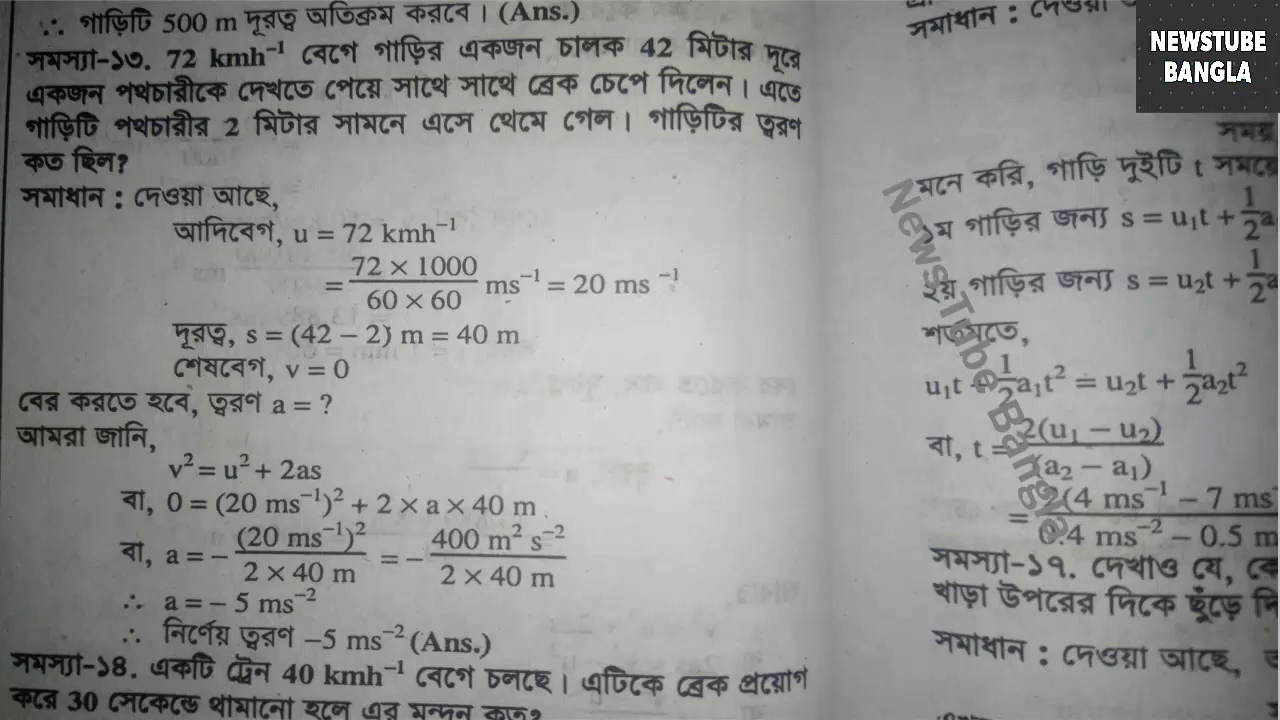 ∴ গাড়িটি 500 m দূরত্ব অতিক্রম করবে। (Ans.)
সমস্যা-১৩. 72 kmh⁻¹ বেগে গাড়ির একজন চালক 42 মিটার দূরে
একজন পথচারীকে দেখতে পেয়ে সাথে সাথে ব্রেক চেপে দিলেন। এতে
গাড়িটি পথচারীর 2 মিটার সামনে এসে থেমে গেল। গাড়িটির ত্বরণ
কত ছিল?
সমাধান : দেওয়া আছে,
আদিবেগ, u = 72 kmh⁻¹
= (72 × 1000)/(60 × 60) ms⁻¹ = 20 ms⁻¹
দূরত্ব, s = (42 – 2) m = 40 m
শেষবেগ, v = 0
বের করতে হবে, ত্বরণ a = ?
আমরা জানি,
v² = u² + 2as
বা, 0 = (20 ms⁻¹)² + 2 × a × 40 m
বা, a = – (20 ms⁻¹)²/(2 × 40 m) = – (400 m² s⁻²)/(2 × 40 m)
∴ a = – 5 ms⁻²
∴ নির্ণেয় ত্বরণ –5 ms⁻² (Ans.)
সমস্যা-১৪. একটি ট্রেন 40 kmh⁻¹ বেগে চলছে। এটিকে ব্রেক প্রয়োগ
করে 30 সেকেন্ডে থামানো হলে এর মন্দন কত?
সমাধান : দেওয়া
মনে করি, গাড়ি দুইটি t সময়ে
১ম গাড়ির জন্য s = u₁t + ½a
২য় গাড়ির জন্য s = u₂t + ½a
শর্তমতে,
u₁t + ½a₁t² = u₂t + ½a₂t²
বা, t = 2(u₁ – u₂)/(a₂ – a₁)
= 2(4 ms⁻¹ – 7 ms⁻¹)/(0.4 ms⁻² – 0.5 m
সমস্যা-১৭. দেখাও যে,
খাড়া উপরের দিকে ছুঁড়ে
সমাধান : দেওয়া আছে,
NEWSTUBE
BANGLA
News Tube Bangla